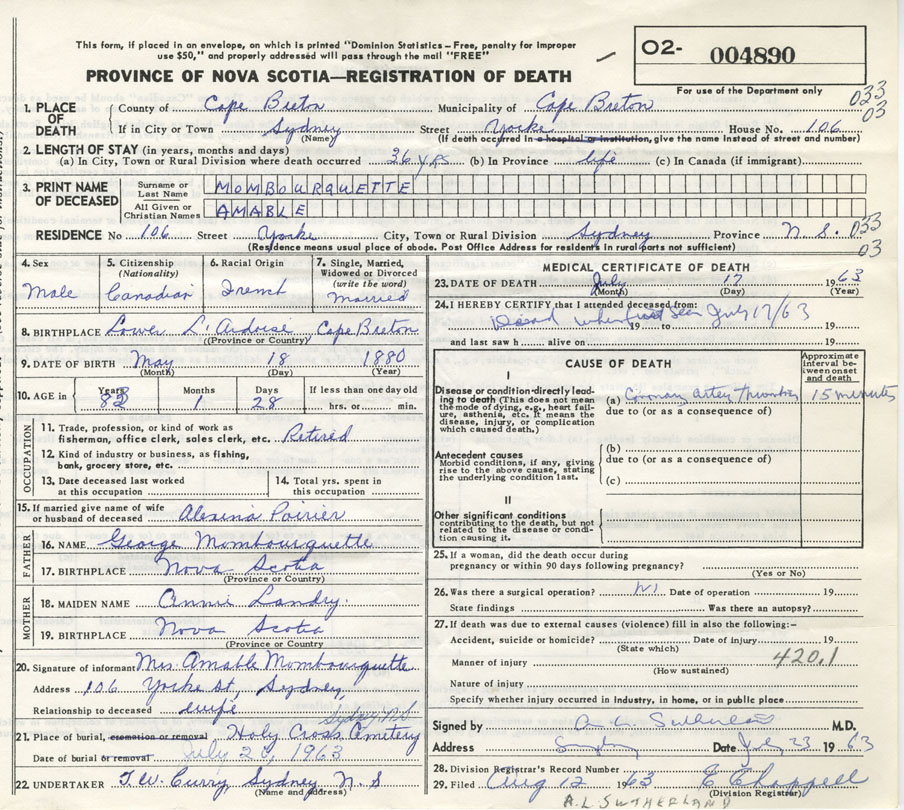 This form, if placed in an envelope, on which is printed "Dominion Statistics – Free, penalty for improper
use $50," and properly addressed will pass through the mail "FREE"
O2- 004890
PROVINCE OF NOVA SCOTIA—REGISTRATION OF DEATH
For use of the Department only
033
03
1. PLACE OF DEATH County of Cape Breton Municipality of Cape Breton
If in City or Town Sydney Street Yorke House No. 106
(Name) (If death occurred in a hospital or institution, give the name instead of street and number)
2. LENGTH OF STAY (in years, months and days)
(a) In City, Town or Rural Division where death occurred 26 yrs (b) In Province life (c) In Canada (if immigrant)
3. PRINT NAME OF DECEASED Surname or Last Name MOMBOURQUETTE
All Given or Christian Names AMABLE
RESIDENCE No 106 Street Yorke City, Town or Rural Division Sydney Province N. S. 033
03
(Residence means usual place of abode. Post Office Address for residents in rural parts not sufficient)
4. Sex Male
5. Citizenship (Nationality) Canadian
6. Racial Origin French
7. Single, Married, Widowed or Divorced (write the word) Married
8. BIRTHPLACE Lower L'Ardoise Cape Breton
(Province or Country)
9. DATE OF BIRTH May 18 1880
(Month) (Day) (Year)
10. AGE in Years 83 Months 1 Days 28 If less than one day old
hrs. or min.
OCCUPATION
11. Trade, profession, or kind of work as
fisherman, office clerk, sales clerk, etc. Retired
12. Kind of industry or business, as fishing,
bank, grocery store, etc.
13. Date deceased last worked
at this occupation
14. Total yrs. spent in
this occupation
15. If married give name of wife
or husband of deceased Alexina Poirier
FATHER
16. NAME George Mombourquette
17. BIRTHPLACE Nova Scotia
(Province or Country)
MOTHER
18. MAIDEN NAME Annie Landry.
19. BIRTHPLACE Nova Scotia
(Province or Country)
20. Signature of informant Mrs. Amable Mombourquette
Address 106 Yorke St, Sydney,
Relationship to deceased wife
Sydney N.S.
21. Place of burial, cremation or removal Holy Cross Cemetery
Date of burial or removal July 20, 1963
22. UNDERTAKER T. W. Curry Sydney N. S
(Name and address)
MEDICAL CERTIFICATE OF DEATH
23. DATE OF DEATH July 17 1963
(Month) (Day) (Year)
24. I HEREBY CERTIFY that I attended deceased from:
Dead when first seen July 17/63
19 to 19
and last saw h alive on 19
CAUSE OF DEATH
Approximate interval between onset and death
I
Disease or condition directly leading to death (This does not mean the mode of dying, e.g., heart failure, asthenia, etc. It means the disease, injury, or complication which caused death.)
(a) Coronary artery thrombosis 15 minutes
due to (or as a consequence of)
Antecedent causes
Morbid conditions, if any, giving rise to the above cause, stating the underlying condition last.
(b)
due to (or as a consequence of)
(c)
II
Other significant conditions
contributing to the death, but not related to the disease or condition causing it.
25. If a woman, did the death occur during
pregnancy or within 90 days following pregnancy?
(Yes or No)
26. Was there a surgical operation? Date of operation 19
State findings Was there an autopsy?
27. If death was due to external causes (violence) fill in also the following:–
Accident, suicide or homicide? Date of injury 19
(State which)
Manner of injury 420.1
(How sustained)
Nature of injury
Specify whether injury occurred in industry, in home, or in public place
Signed by Sutherland M.D.
Address Sydney Date July 23 1963
28. Division Registrar's Record Number
29. Filed Aug 12 1963 E Chappell
(Division Registrar)
A.L SUTHERLAND